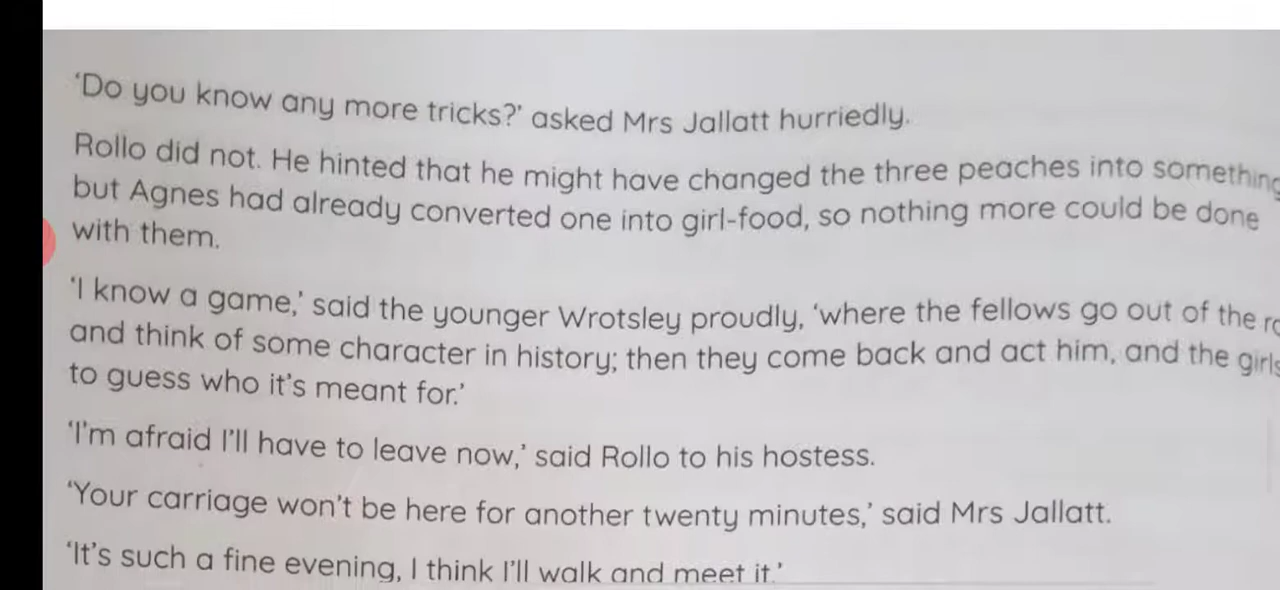 ‘Do you know any more tricks?’ asked Mrs Jallatt hurriedly.
Rollo did not. He hinted that he might have changed the three peaches into something
but Agnes had already converted one into girl-food, so nothing more could be done
with them.
‘I know a game,’ said the younger Wrotsley proudly, ‘where the fellows go out of the
and think of some character in history; then they come back and act him, and the girls
to guess who it’s meant for.’
‘I’m afraid I’ll have to leave now,’ said Rollo to his hostess.
‘Your carriage won’t be here for another twenty minutes,’ said Mrs Jallatt.
‘It’s such a fine evening, I think I’ll walk and meet it.’